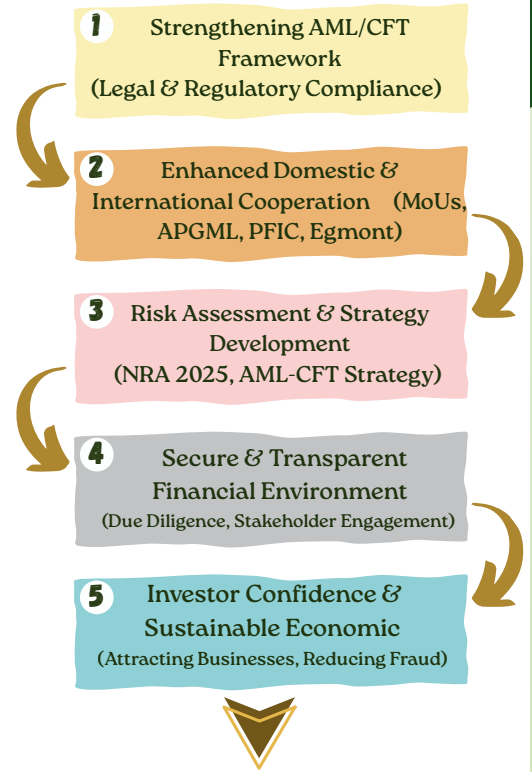 1
Strengthening AML/CFT
Framework
(Legal & Regulatory Compliance)
2
Enhanced Domestic &
International Cooperation (MoUs,
APGML, PFIC, Egmont)
3
Risk Assessment & Strategy
Development
(NRA 2025, AML-CFT Strategy)
4
Secure & Transparent
Financial Environment
(Due Diligence, Stakeholder Engagement)
5
Investor Confidence &
Sustainable Economic
(Attracting Businesses, Reducing Fraud)